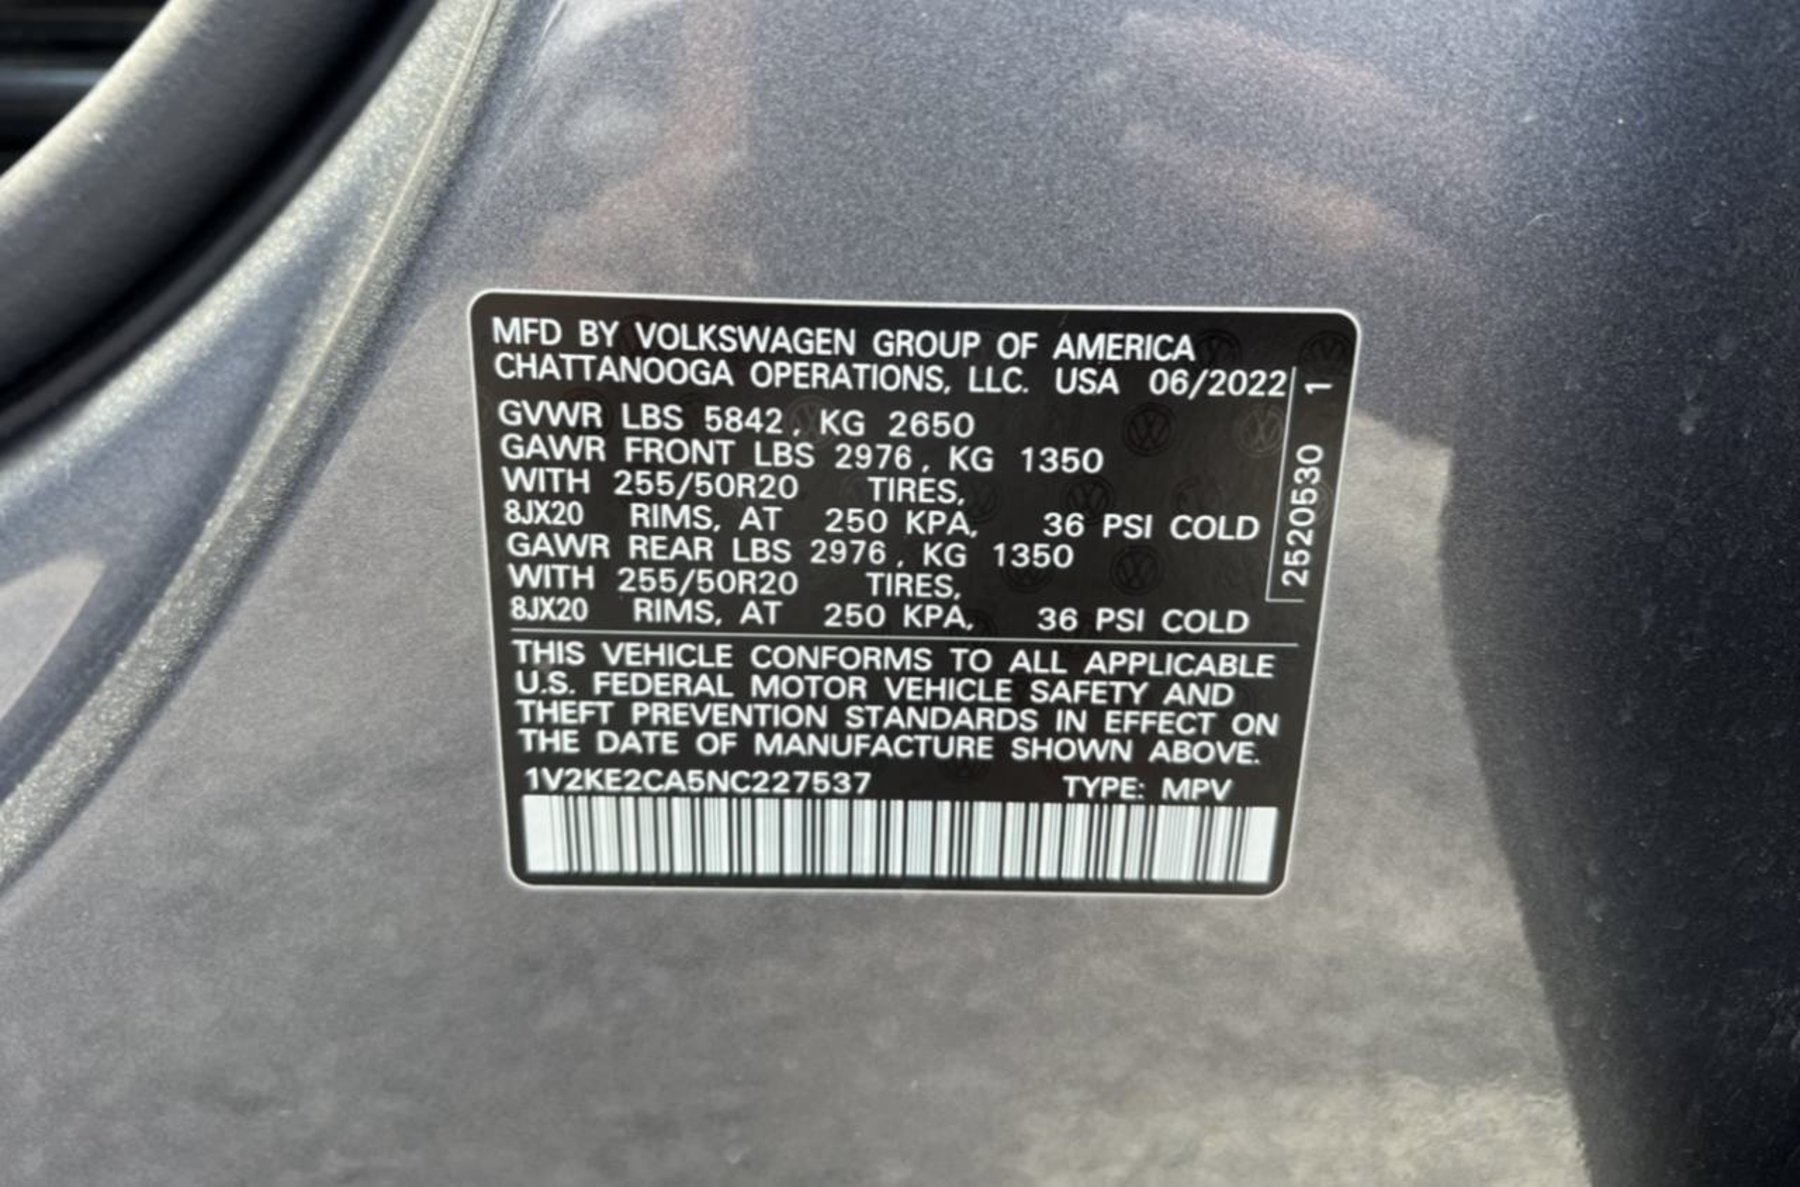 MFD BY VOLKSWAGEN GROUP OF AMERICA
CHATTANOOGA OPERATIONS, LLC. USA 06/2022
GVWR LBS 5842, KG 2650
GAWR FRONT LBS 2976, KG 1350
WITH 255/50R20 TIRES,
8JX20 RIMS, AT 250 KPA, 36 PSI COLD
GAWR REAR LBS 2976, KG 1350
WITH 255/50R20 TIRES,
8JX20 RIMS, AT 250 KPA, 36 PSI COLD
2520530 1
THIS VEHICLE CONFORMS TO ALL APPLICABLE
U.S. FEDERAL MOTOR VEHICLE SAFETY AND
THEFT PREVENTION STANDARDS IN EFFECT ON
THE DATE OF MANUFACTURE SHOWN ABOVE.
1V2KE2CA5NC227537 TYPE: MPV